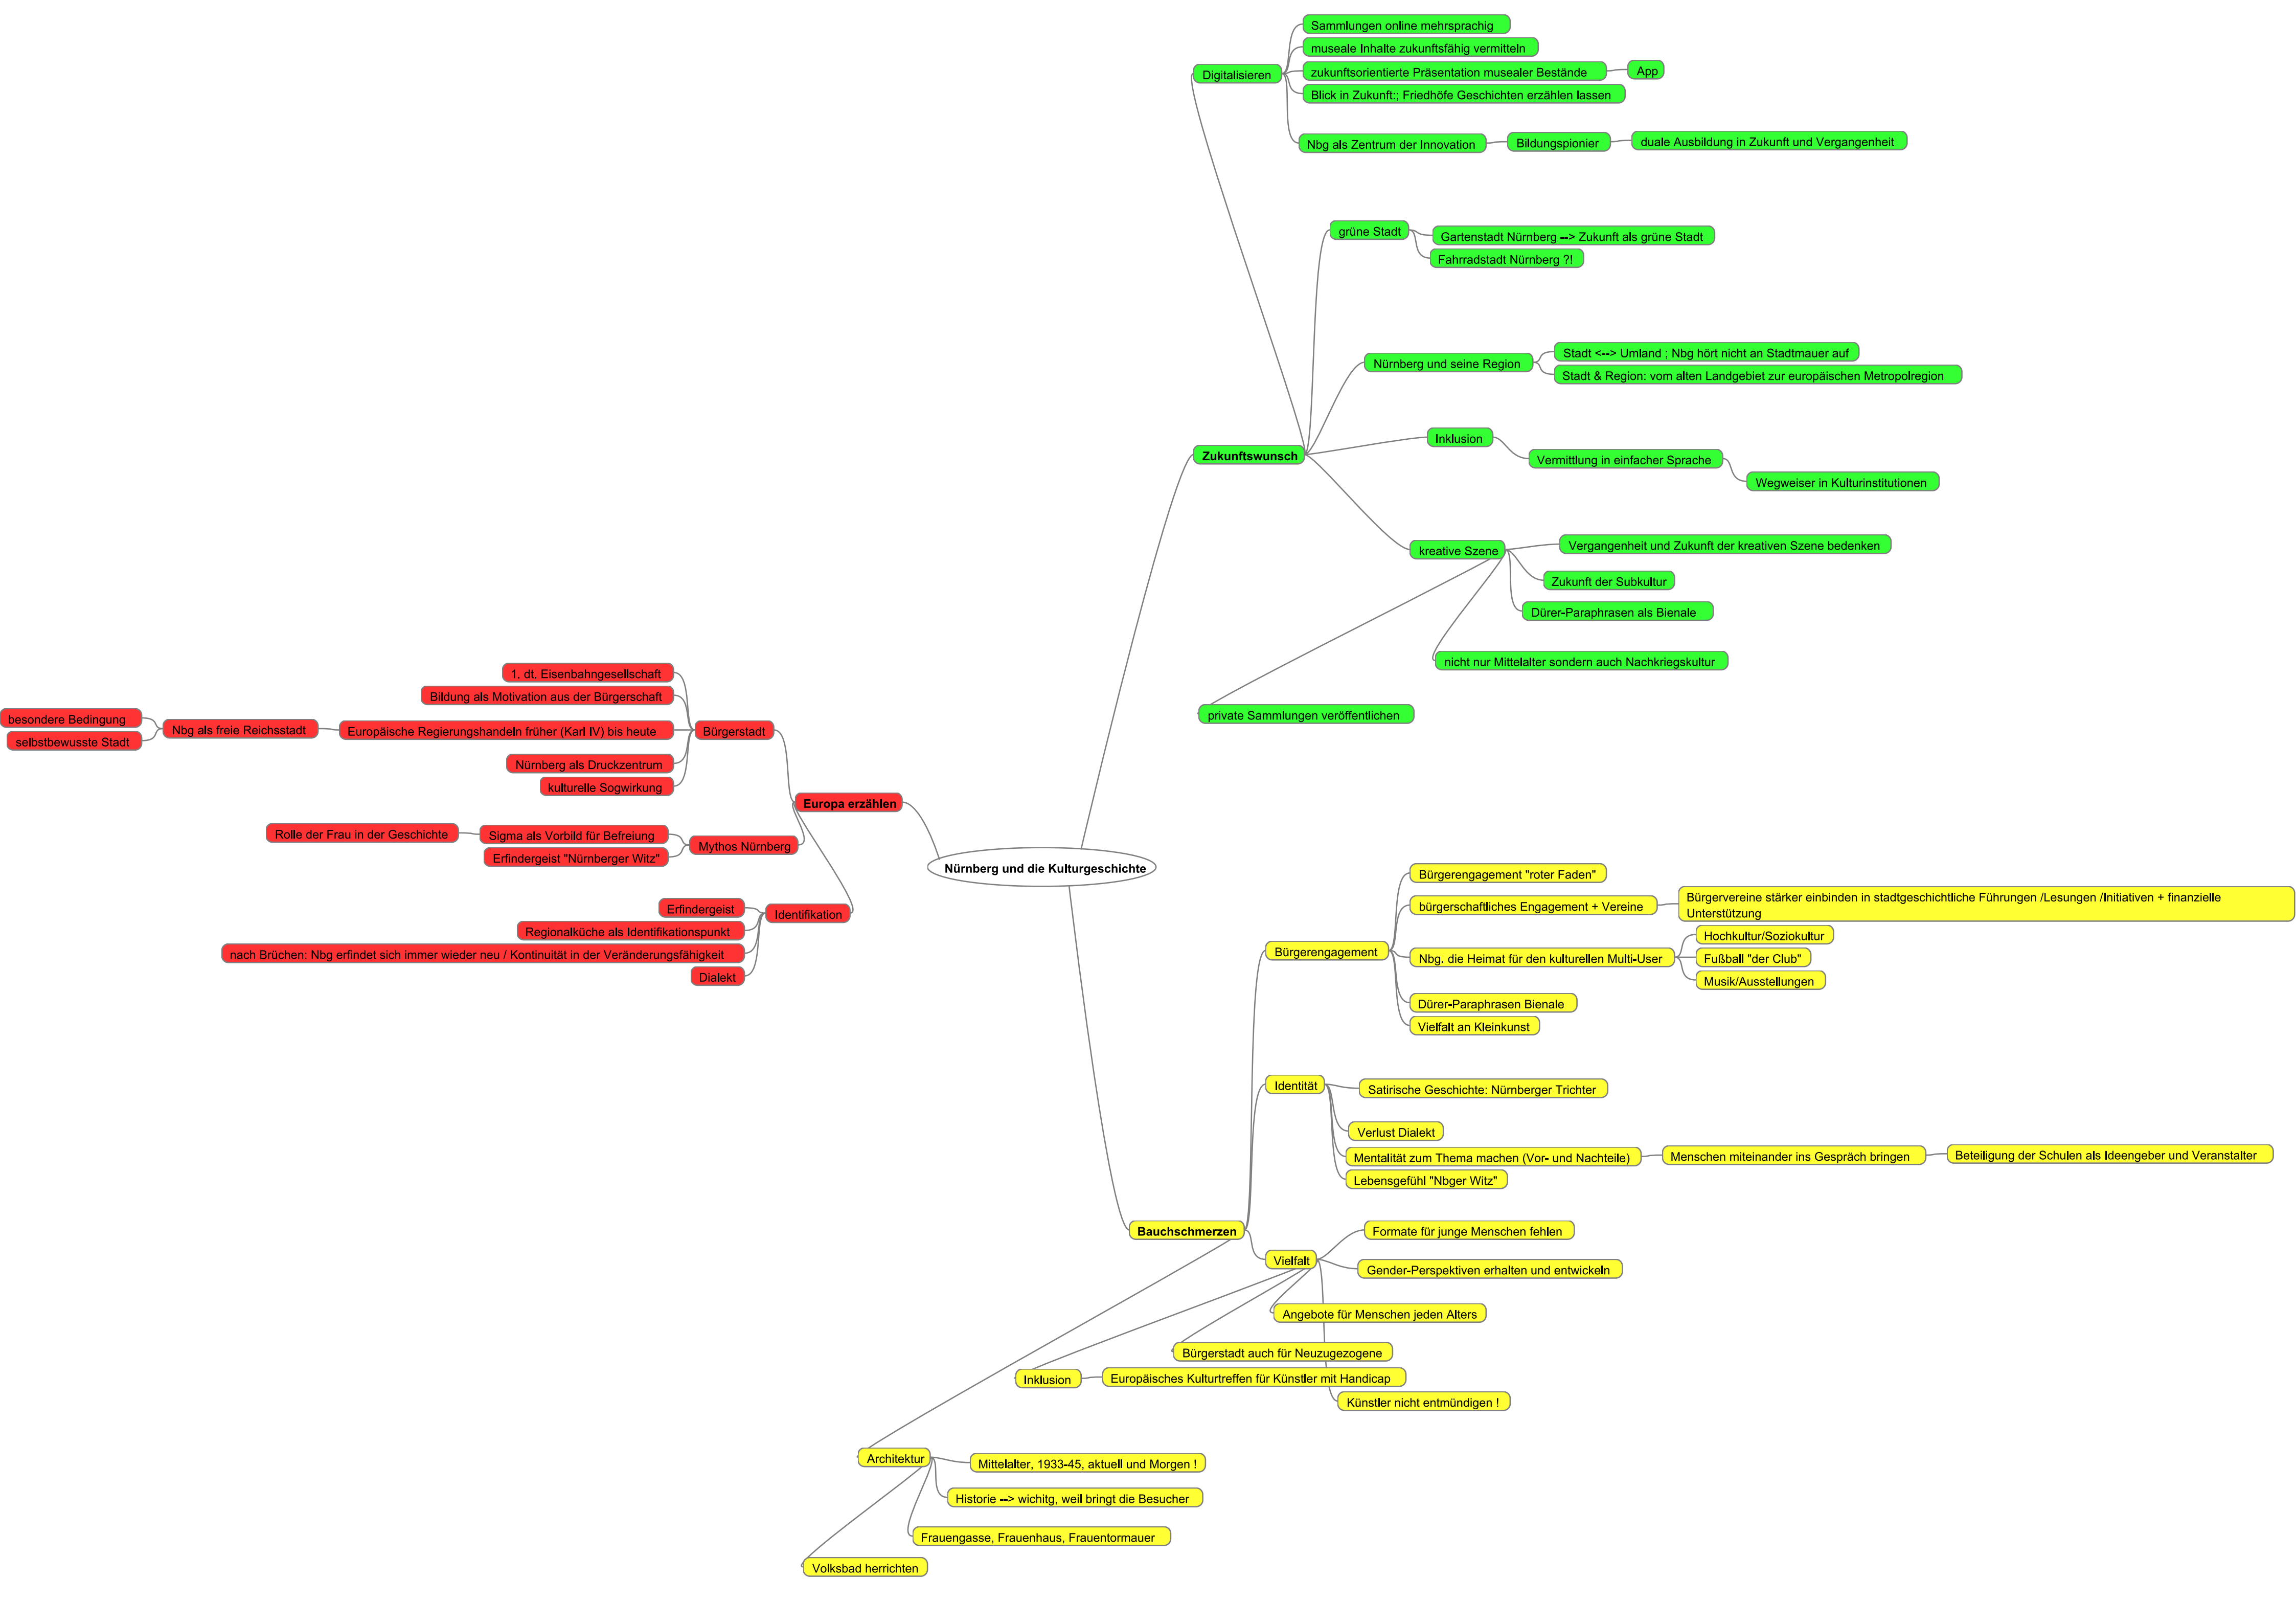 Nürnberg und die Kulturgeschichte
Zukunftswunsch
Digitalisieren
Sammlungen online mehrsprachig
museale Inhalte zukunftsfähig vermitteln
zukunftsorientierte Präsentation musealer Bestände
App
Blick in Zukunft:; Friedhöfe Geschichten erzählen lassen
Nbg als Zentrum der Innovation
Bildungspionier
duale Ausbildung in Zukunft und Vergangenheit
grüne Stadt
Gartenstadt Nürnberg --> Zukunft als grüne Stadt
Fahrradstadt Nürnberg ?!
Nürnberg und seine Region
Stadt <--> Umland ; Nbg hört nicht an Stadtmauer auf
Stadt & Region: vom alten Landgebiet zur europäischen Metropolregion
Inklusion
Vermittlung in einfacher Sprache
Wegweiser in Kulturinstitutionen
kreative Szene
Vergangenheit und Zukunft der kreativen Szene bedenken
Zukunft der Subkultur
Dürer-Paraphrasen als Bienale
nicht nur Mittelalter sondern auch Nachkriegskultur
private Sammlungen veröffentlichen
Europa erzählen
Bürgerstadt
1. dt. Eisenbahngesellschaft
Bildung als Motivation aus der Bürgerschaft
Europäische Regierungshandeln früher (Karl IV) bis heute
Nbg als freie Reichsstadt
besondere Bedingung
selbstbewusste Stadt
Nürnberg als Druckzentrum
kulturelle Sogwirkung
Mythos Nürnberg
Sigma als Vorbild für Befreiung
Rolle der Frau in der Geschichte
Erfindergeist "Nürnberger Witz"
Identifikation
Erfindergeist
Regionalküche als Identifikationspunkt
nach Brüchen: Nbg erfindet sich immer wieder neu / Kontinuität in der Veränderungsfähigkeit
Dialekt
Bauchschmerzen
Bürgerengagement
Bürgerengagement "roter Faden"
bürgerschaftliches Engagement + Vereine
Bürgervereine stärker einbinden in stadtgeschichtliche Führungen /Lesungen /Initiativen + finanzielle
Unterstützung
Nbg. die Heimat für den kulturellen Multi-User
Hochkultur/Soziokultur
Fußball "der Club"
Musik/Ausstellungen
Dürer-Paraphrasen Bienale
Vielfalt an Kleinkunst
Identität
Satirische Geschichte: Nürnberger Trichter
Verlust Dialekt
Mentalität zum Thema machen (Vor- und Nachteile)
Menschen miteinander ins Gespräch bringen
Beteiligung der Schulen als Ideengeber und Veranstalter
Lebensgefühl "Nbger Witz"
Vielfalt
Formate für junge Menschen fehlen
Gender-Perspektiven erhalten und entwickeln
Angebote für Menschen jeden Alters
Bürgerstadt auch für Neuzugezogene
Inklusion
Europäisches Kulturtreffen für Künstler mit Handicap
Künstler nicht entmündigen !
Architektur
Mittelalter, 1933-45, aktuell und Morgen !
Historie --> wichitg, weil bringt die Besucher
Frauengasse, Frauenhaus, Frauentormauer
Volksbad herrichten